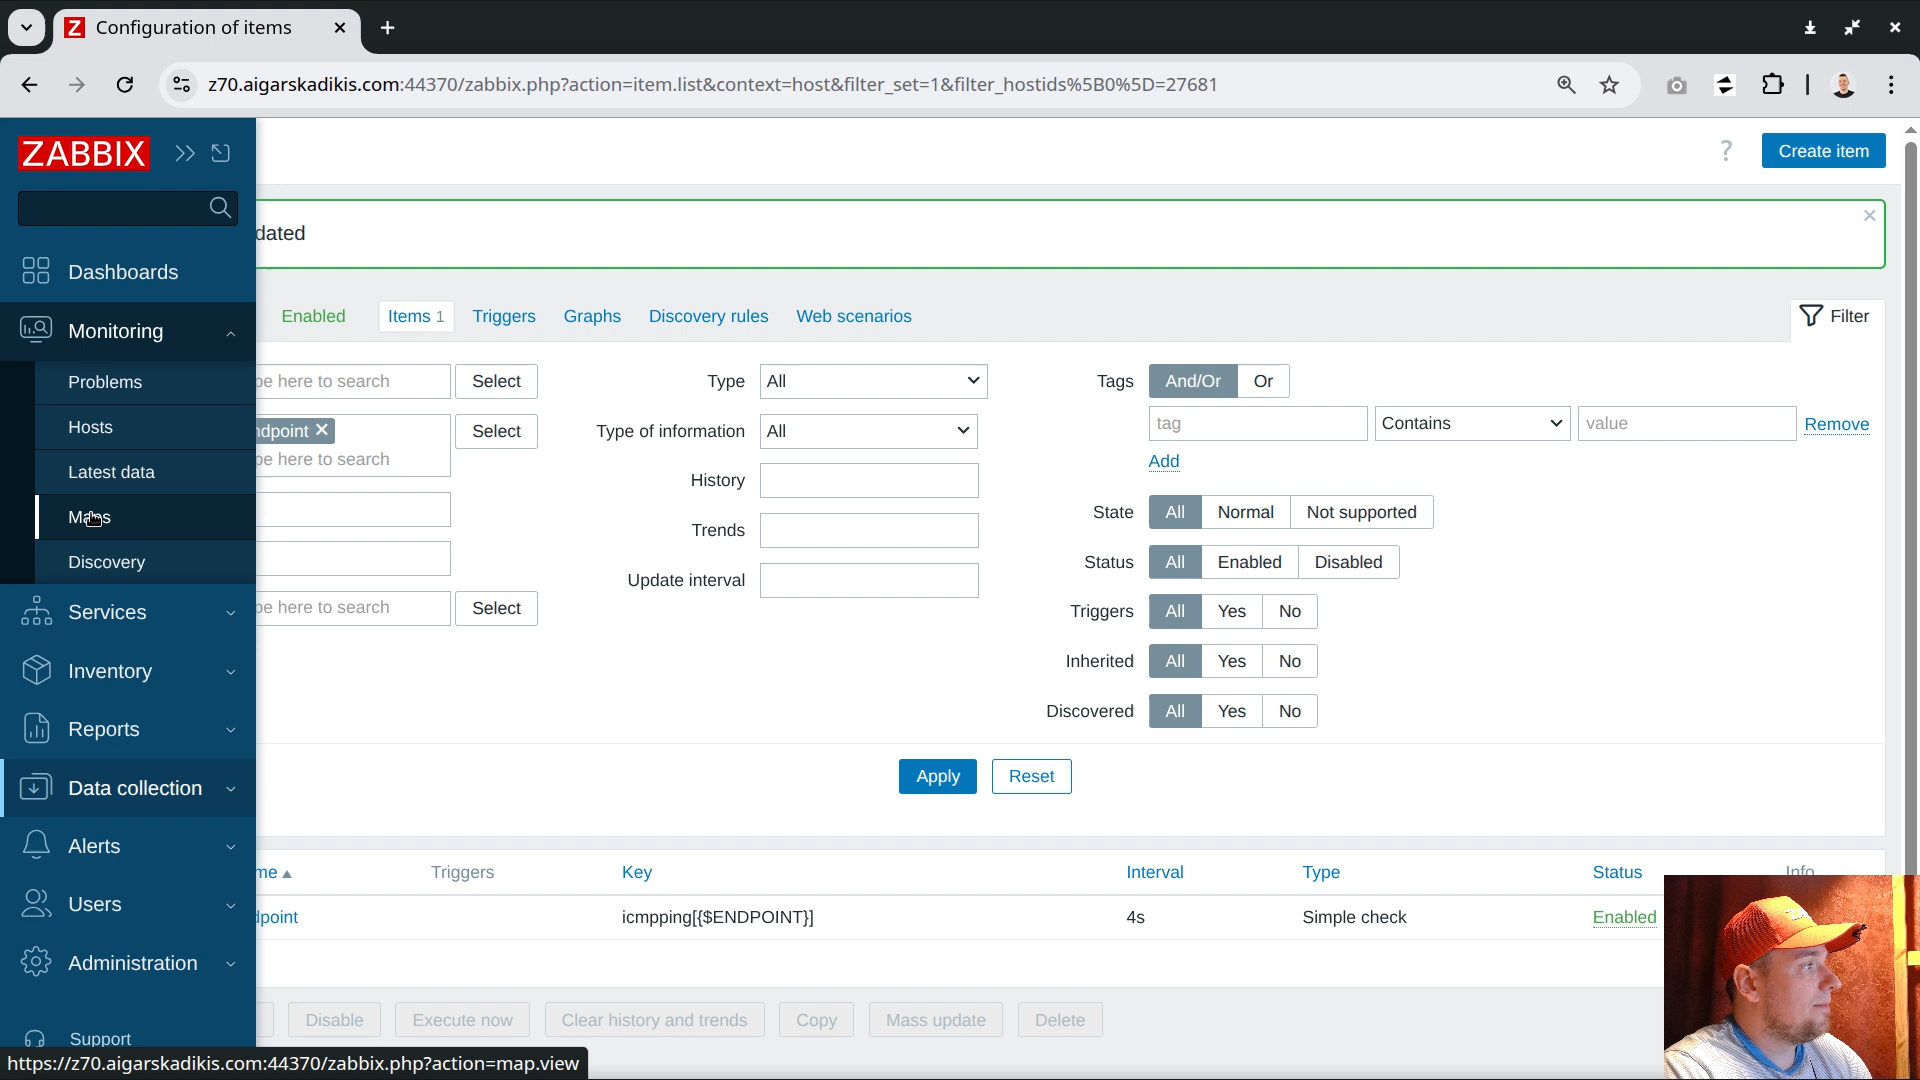 Configuration of items
z70.aigarskadikis.com:44370/zabbix.php?action=item.list&context=host&filter_set=1&filter_hostids%5B0%5D=27681
ZABBIX
? Create item
dated
Dashboards
Monitoring
Problems
Hosts
Latest data
Maps
Discovery
Services
Inventory
Reports
Data collection
Alerts
Users
Administration
Support
Enabled Items 1 Triggers Graphs Discovery rules Web scenarios Filter
pe here to search Select
ndpoint
pe here to search
Select
pe here to search Select
Type All
Type of information All
History
Trends
Update interval
Tags And/Or Or
tag Contains value Remove
Add
State All Normal Not supported
Status All Enabled Disabled
Triggers All Yes No
Inherited All Yes No
Discovered All Yes No
Apply Reset
me Triggers Key Interval Type Status Info
dpoint icmpping[{$ENDPOINT}] 4s Simple check Enabled
Disable Execute now Clear history and trends Copy Mass update Delete
https://z70.aigarskadikis.com:44370/zabbix.php?action=map.view